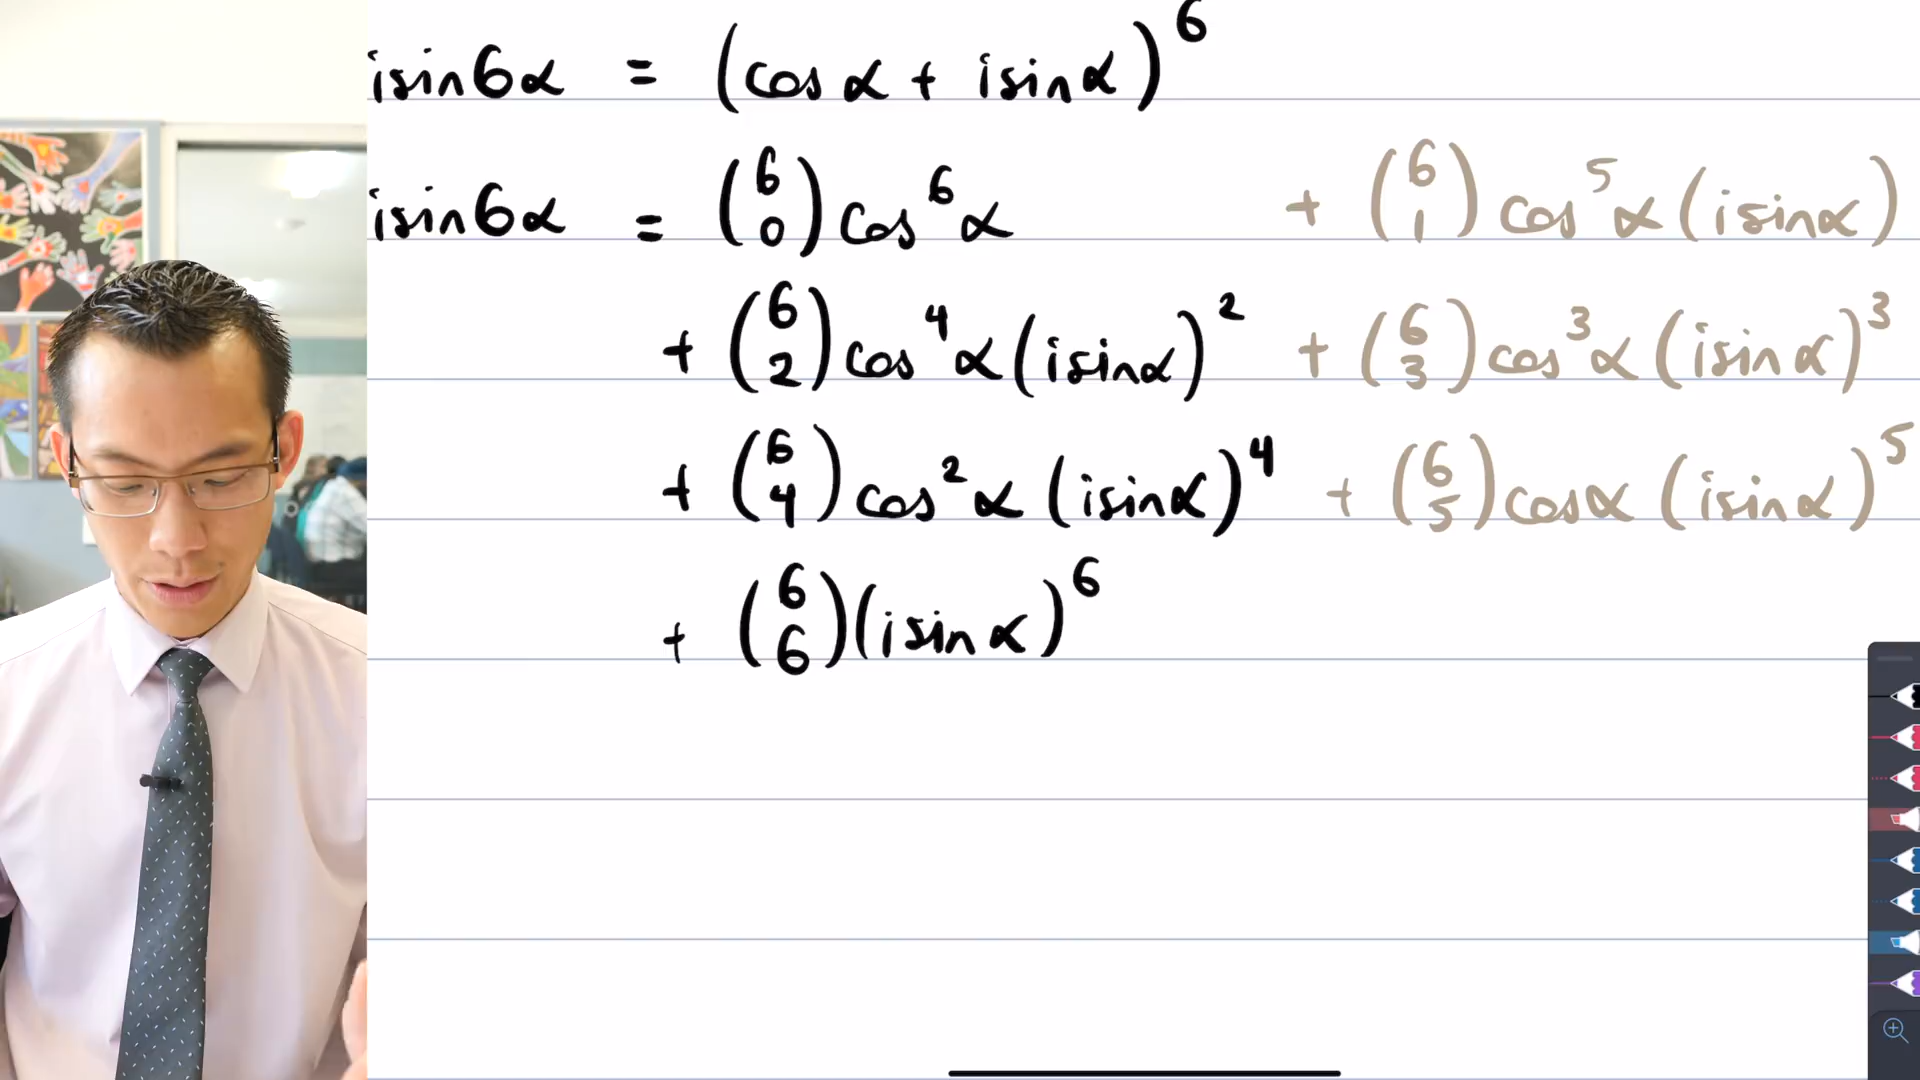 isin6α = (cosα + isinα)^6
isin6α = (6 0)cos^6 α + (6 1)cos^5 α(isinα)
+ (6 2)cos^4 α(isinα)^2 + (6 3)cos^3 α(isinα)^3
+ (6 4)cos^2 α(isinα)^4 + (6 5)cosα(isinα)^5
+ (6 6)(isinα)^6